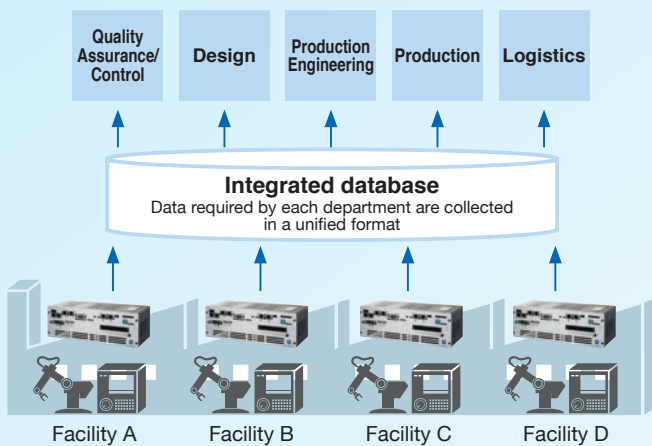 Quality
Assurance/
Control
Design
Production
Engineering
Production
Logistics
Integrated database
Data required by each department are collected
in a unified format
Facility A
Facility B
Facility C
Facility D